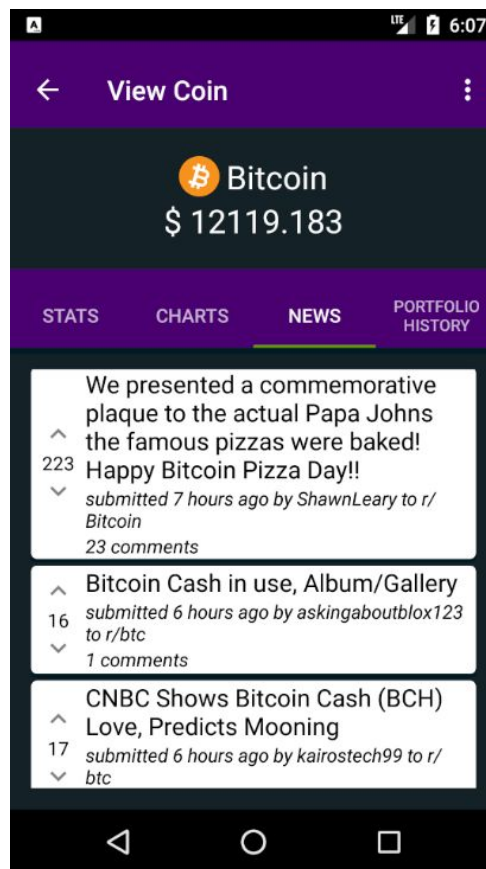 A
LTE 6:07
View Coin
Bitcoin
$ 12119.183
STATS CHARTS NEWS PORTFOLIO
HISTORY
We presented a commemorative
plaque to the actual Papa Johns
the famous pizzas were baked!
223 Happy Bitcoin Pizza Day!!
submitted 7 hours ago by ShawnLeary to r/
Bitcoin
23 comments
Bitcoin Cash in use, Album/Gallery
16 submitted 6 hours ago by askingaboutblox123
to r/btc
1 comments
CNBC Shows Bitcoin Cash (BCH)
Love, Predicts Mooning
17 submitted 6 hours ago by kairostech99 to r/
btc